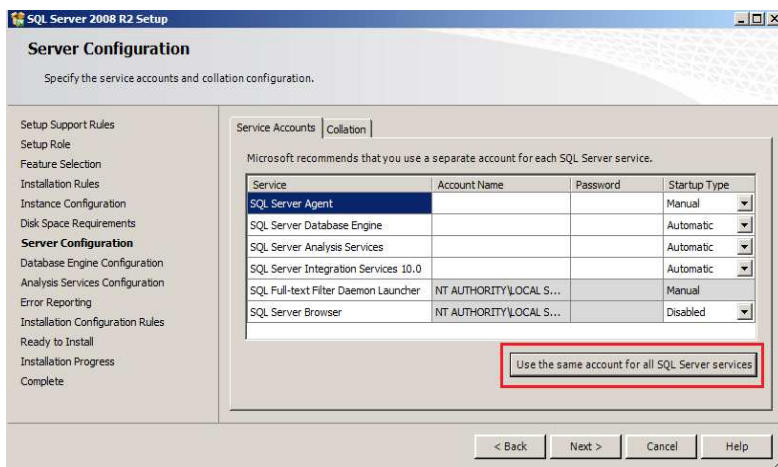 SQL Server 2008 R2 Setup
Server Configuration
Specify the service accounts and collation configuration.
Setup Support Rules
Setup Role
Feature Selection
Installation Rules
Instance Configuration
Disk Space Requirements
Server Configuration
Database Engine Configuration
Analysis Services Configuration
Error Reporting
Installation Configuration Rules
Ready to Install
Installation Progress
Complete
Service Accounts Collation
Microsoft recommends that you use a separate account for each SQL Server service.
Service Account Name Password Startup Type
SQL Server Agent Manual
SQL Server Database Engine Automatic
SQL Server Analysis Services Automatic
SQL Server Integration Services 10.0 Automatic
SQL Full-text Filter Daemon Launcher NT AUTHORITY\LOCAL S... Manual
SQL Server Browser NT AUTHORITY\LOCAL S... Disabled
Use the same account for all SQL Server services
< Back Next > Cancel Help